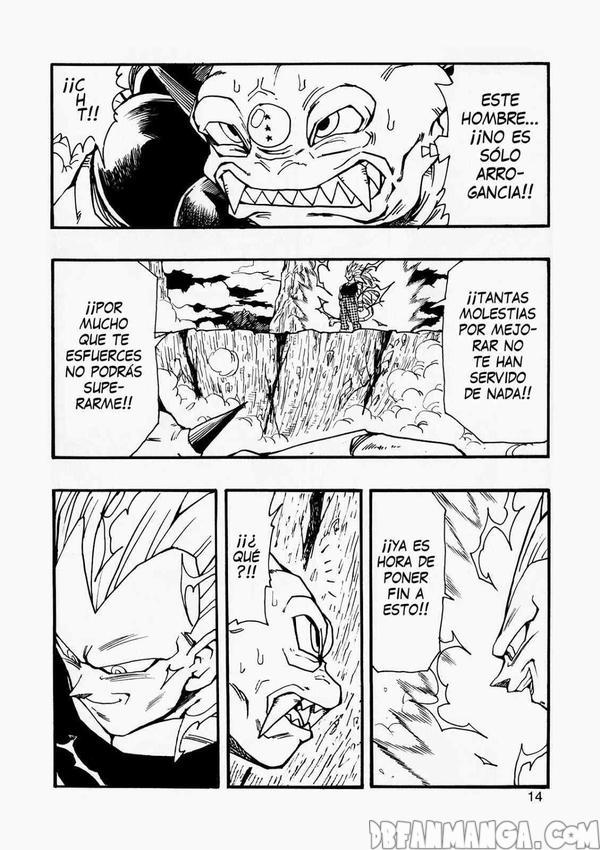 ESTE
HOMBRE...
¡¡NO ES
SÓLO
ARRO-
GANCIA!!
¡¡C
H
T!!
¡¡TANTAS
MOLESTIAS
POR MEJO-
RAR NO
TE HAN
SERVIDO
DE NADA!!
¡¡POR
MUCHO
QUE TE
ESFUERCES
NO PODRÁS
SUPE-
RARME!!
¡¡YA ES
HORA DE
PONER
FIN A
ESTO!!
¡¡¿
QUÉ
?!!
14
DBFANMANGA.COM